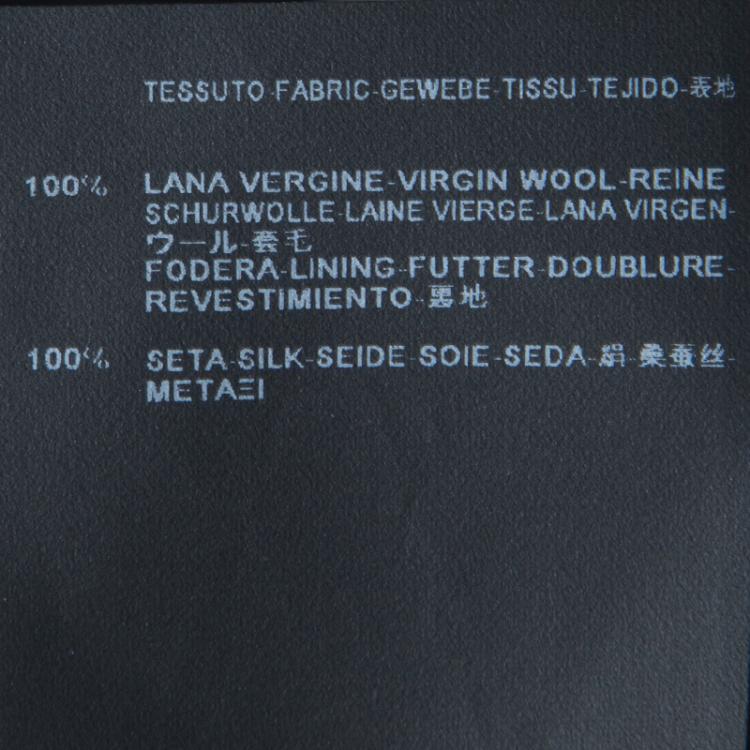 TESSUTO-FABRIC-GEWEBE-TISSU-TEJIDO-表地
100% LANA VERGINE-VIRGIN WOOL-REINE
SCHURWOLLE-LAINE VIERGE-LANA VIRGEN-
ウール-套毛
FODERA-LINING-FUTTER-DOUBLURE-
REVESTIMIENTO-裏地
100% SETA-SILK-SEIDE-SOIE-SEDA-絹-桑蚕丝-
ΜΕΤΑΞΙ